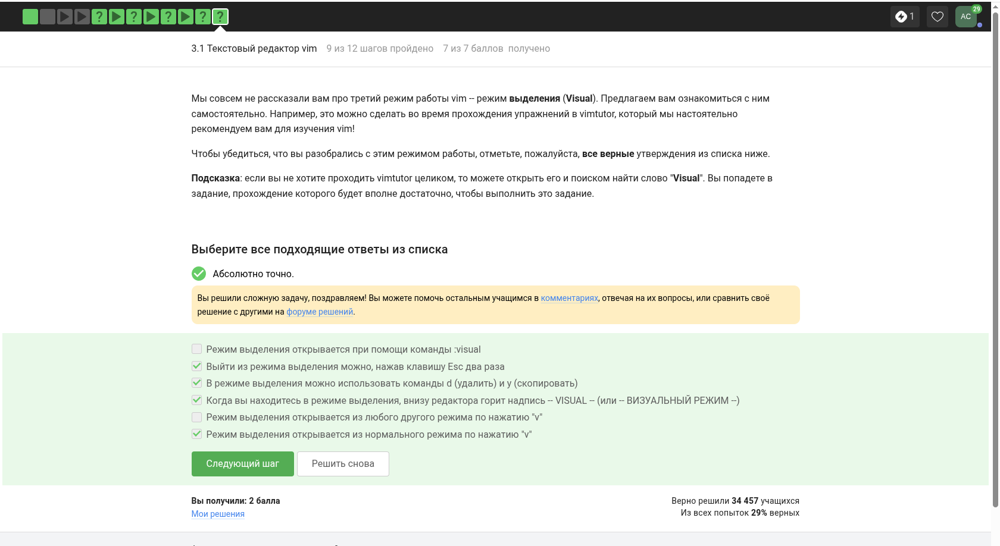 ? ? ? ? ?
1
AC
29
3.1 Текстовый редактор vim 9 из 12 шагов пройдено 7 из 7 баллов получено
Мы совсем не рассказали вам про третий режим работы vim -- режим выделения (Visual). Предлагаем вам ознакомиться с ним
самостоятельно. Например, это можно сделать во время прохождения упражнений в vimtutor, который мы настоятельно
рекомендуем вам для изучения vim!
Чтобы убедиться, что вы разобрались с этим режимом работы, отметьте, пожалуйста, все верные утверждения из списка ниже.
Подсказка: если вы не хотите проходить vimtutor целиком, то можете открыть его и поиском найти слово "Visual". Вы попадете в
задание, прохождение которого будет вполне достаточно, чтобы выполнить это задание.
Выберите все подходящие ответы из списка
Абсолютно точно.
Вы решили сложную задачу, поздравляем! Вы можете помочь остальным учащимся в комментариях, отвечая на их вопросы, или сравнить своё
решение с другими на форуме решений.
Режим выделения открывается при помощи команды :visual
Выйти из режима выделения можно, нажав клавишу Esc два раза
В режиме выделения можно использовать команды d (удалить) и y (скопировать)
Когда вы находитесь в режиме выделения, внизу редактора горит надпись -- VISUAL -- (или -- ВИЗУАЛЬНЫЙ РЕЖИМ --)
Режим выделения открывается из любого другого режима по нажатию "v"
Режим выделения открывается из нормального режима по нажатию "v"
Следующий шаг
Решить снова
Вы получили: 2 балла
Мои решения
Верно решили 34 457 учащихся
Из всех попыток 29% верных